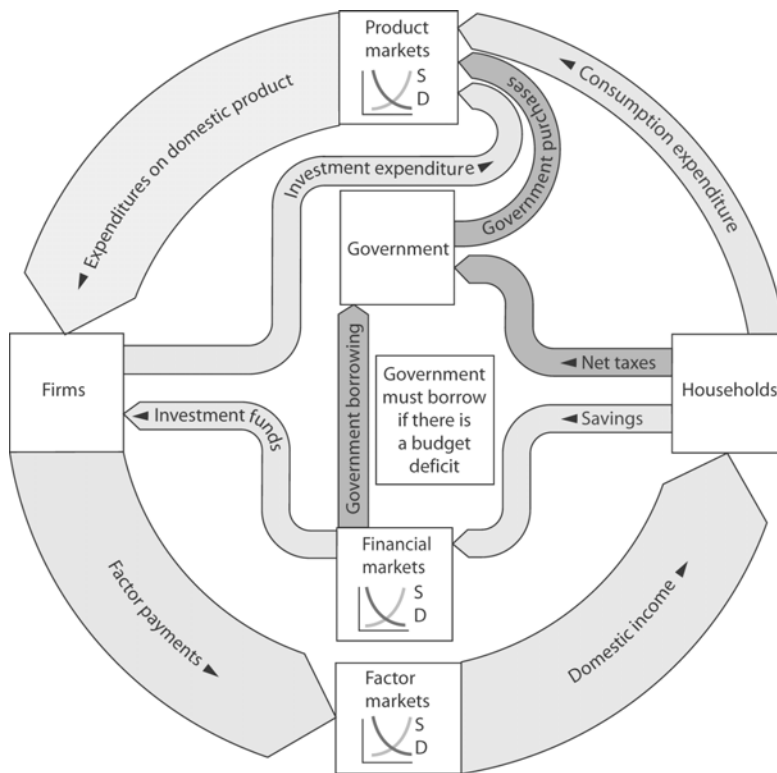 Product
markets
S
D
Expenditures on domestic product
Consumption expenditure
Government purchases
Investment expenditure
Government
Firms
Net taxes
Households
Government borrowing
Government
must borrow
if there is
a budget
deficit
Investment funds
Savings
Financial
markets
S
D
Factor payments
Domestic income
Factor
markets
S
D